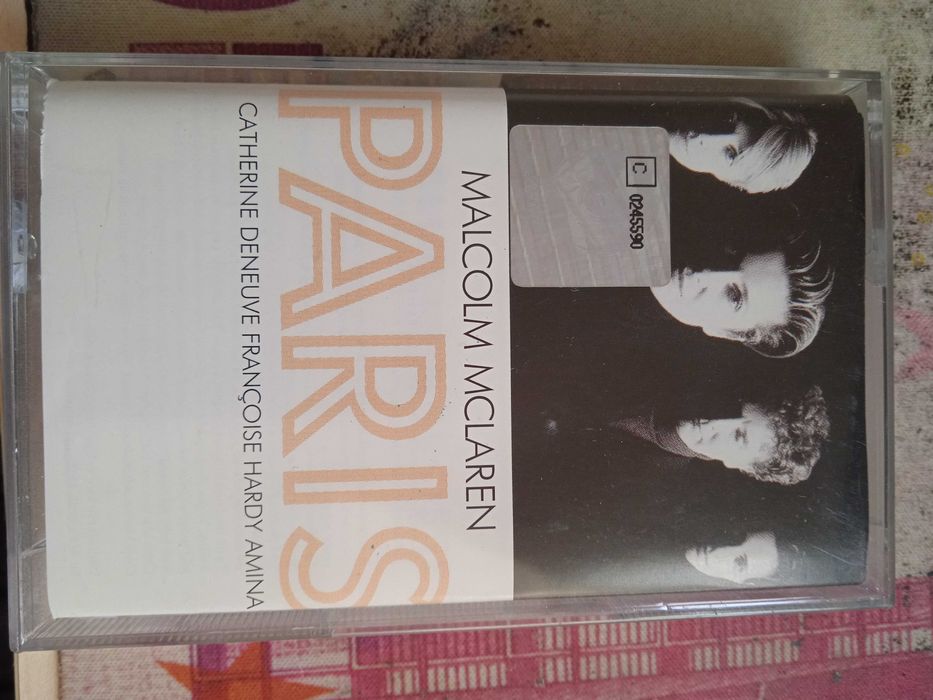 C 0245590
MALCOLM MCLAREN
PARIS
CATHERINE DENEUVE FRANÇOISE HARDY AMINA